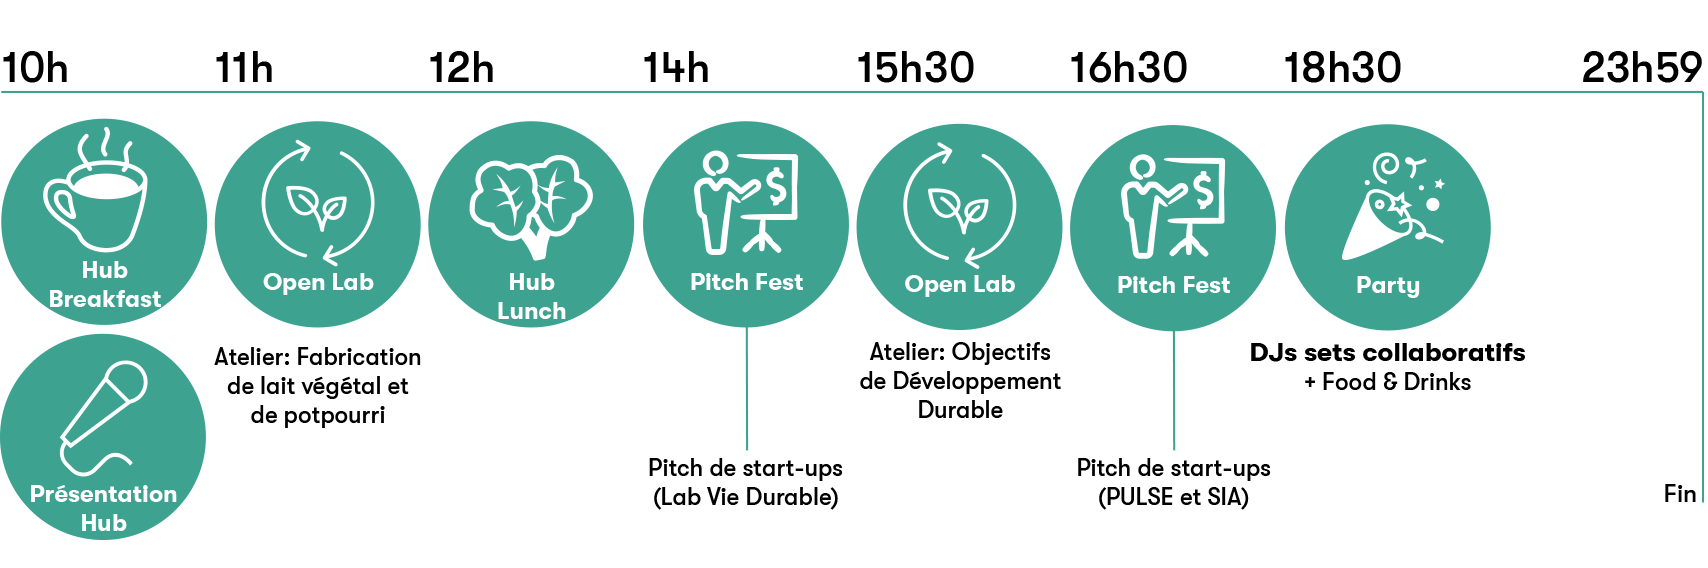 10h
11h
12h
14h
15h30
16h30
18h30
23h59
Hub
Breakfast
Présentation
Hub
Open Lab
Atelier: Fabrication
de lait végétal et
de potpourri
Hub
Lunch
Pitch Fest
Pitch de start-ups
(Lab Vie Durable)
Open Lab
Atelier: Objectifs
de Développement
Durable
Pitch Fest
Pitch de start-ups
(PULSE et SIA)
Party
DJs sets collaboratifs
+ Food & Drinks
Fin
$
$